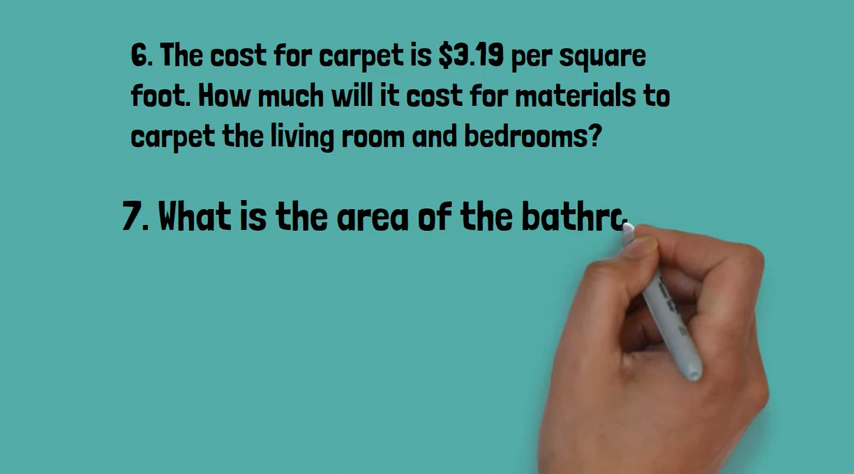 6. The cost for carpet is $3.19 per square
foot. How much will it cost for materials to
carpet the living room and bedrooms?
7. What is the area of the bathro